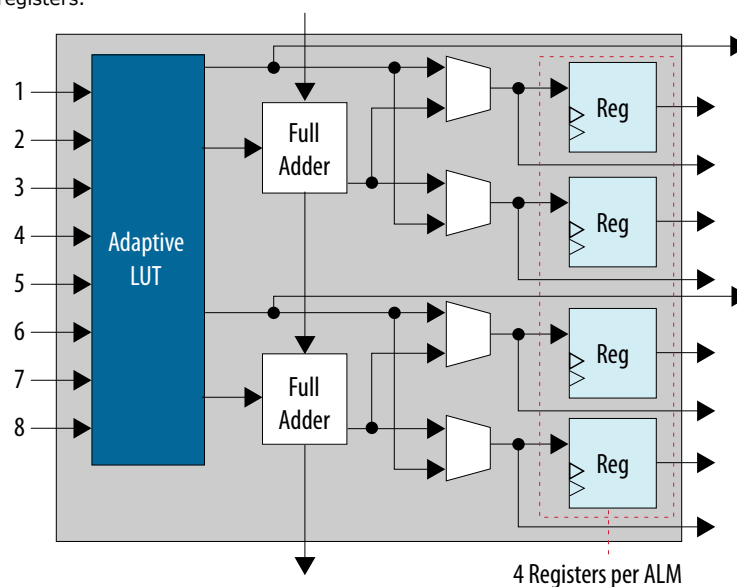 registers.
1
2
3
4
5
6
7
8
Adaptive
LUT
Full
Adder
Full
Adder
Reg
Reg
Reg
Reg
4 Registers per ALM